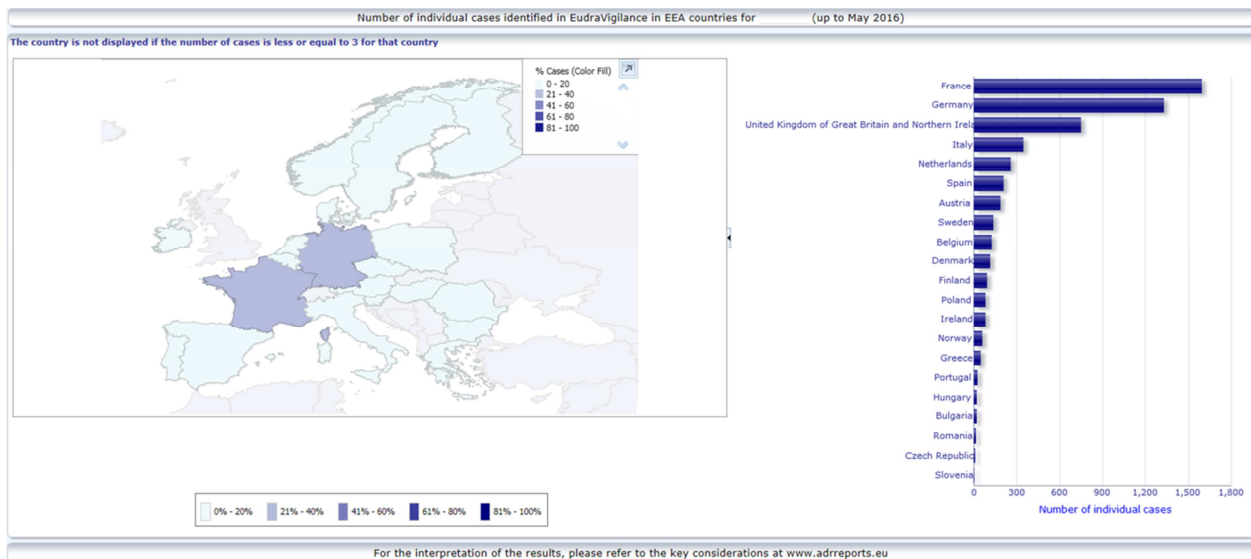 Number of individual cases identified in EudraVigilance in EEA countries for (up to May 2016)
The country is not displayed if the number of cases is less or equal to 3 for that country
% Cases (Color Fill)
0 - 20
21 - 40
41 - 60
61 - 80
81 - 100
0% - 20%
21% - 40%
41% - 60%
61% - 80%
81% - 100%
France
Germany
United Kingdom of Great Britain and Northern Irel
Italy
Netherlands
Spain
Austria
Sweden
Belgium
Denmark
Finland
Poland
Ireland
Norway
Greece
Portugal
Hungary
Bulgaria
Romania
Czech Republic
Slovenia
0 300 600 900 1,200 1,500 1,800
Number of individual cases
For the interpretation of the results, please refer to the key considerations at www.adrreports.eu